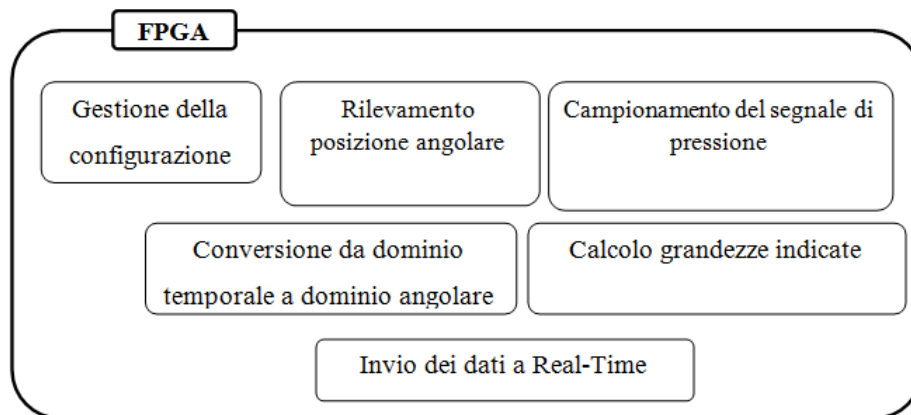 FPGA
Gestione della
configurazione
Rilevamento
posizione angolare
Campionamento del segnale di
pressione
Conversione da dominio
temporale a dominio angolare
Calcolo grandezze indicate
Invio dei dati a Real-Time